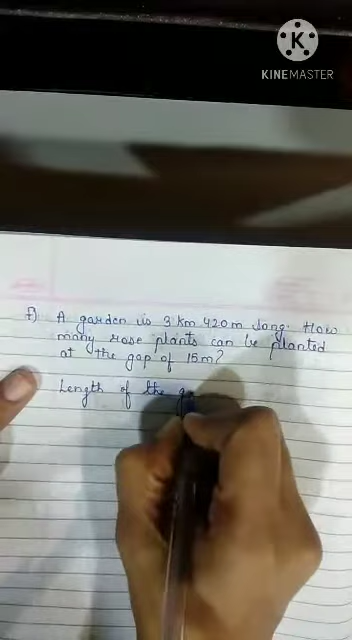 K
KINEMASTER
f) A garden is 3 km 420 m long. How
many rose plants can be planted
at the gap of 15m?
Length of the ga